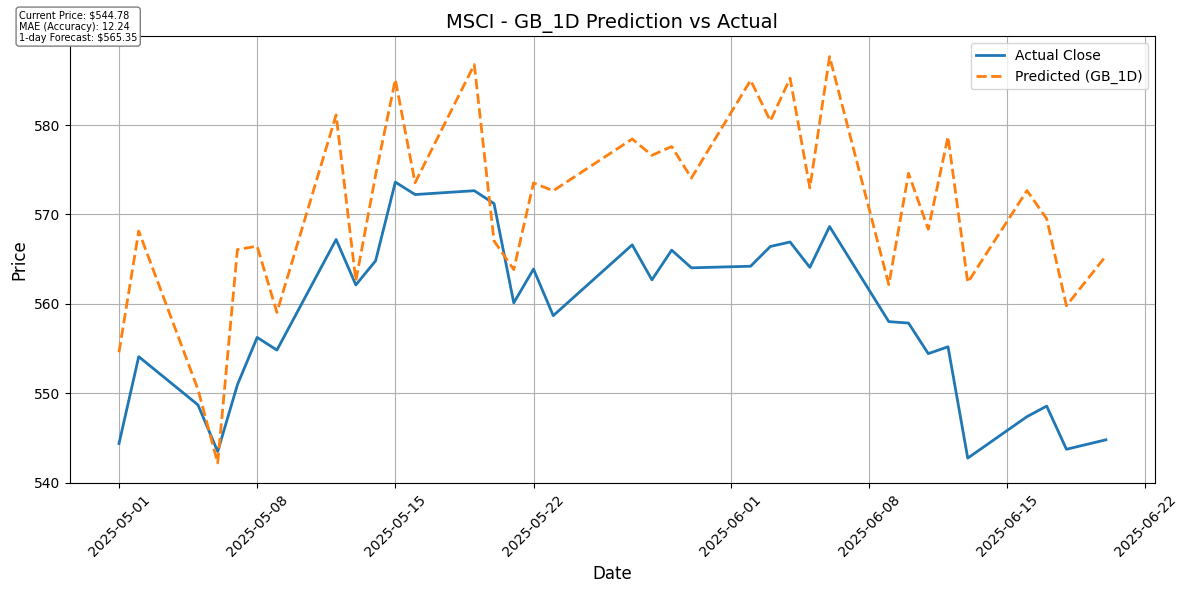 MSCI - GB_1D Prediction vs Actual
Current Price: $544.78
MAE (Accuracy): 12.24
1-day Forecast: $565.35
Actual Close
Predicted (GB_1D)
Price
580
570
560
550
540
2025-05-01
2025-05-08
2025-05-15
2025-05-22
2025-06-01
2025-06-08
2025-06-15
2025-06-22
Date